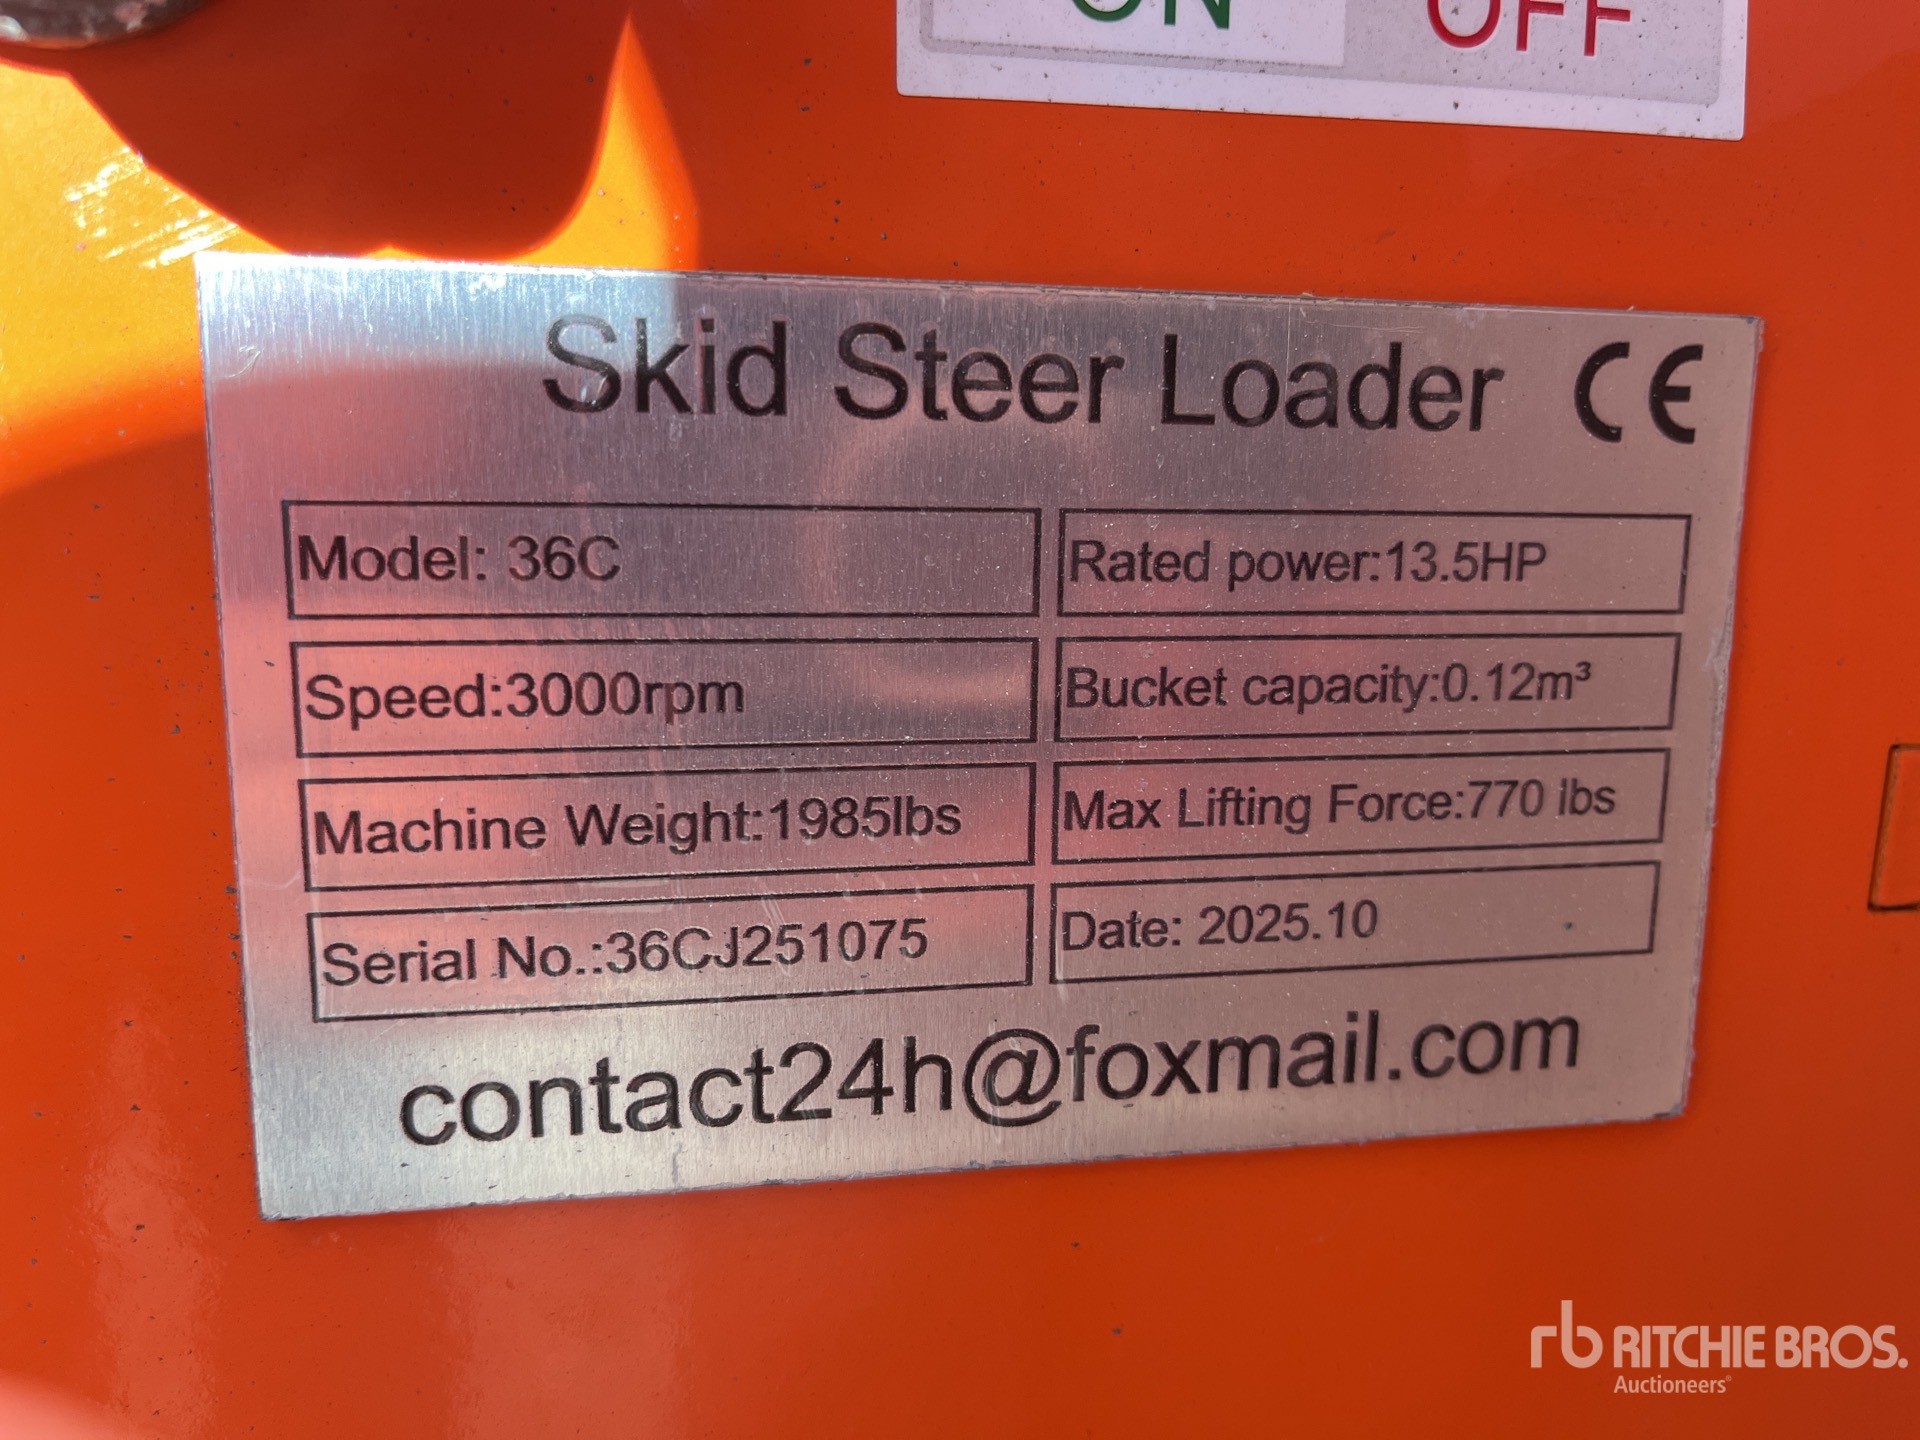 ON OFF
Skid Steer Loader CE
Model: 36C
Rated power:13.5HP
Speed:3000rpm
Bucket capacity:0.12m³
Machine Weight:1985lbs
Max Lifting Force:770 lbs
Serial No.:36CJ251075
Date: 2025.10
contact24h@foxmail.com
rb RITCHIE BROS.
Auctioneers®